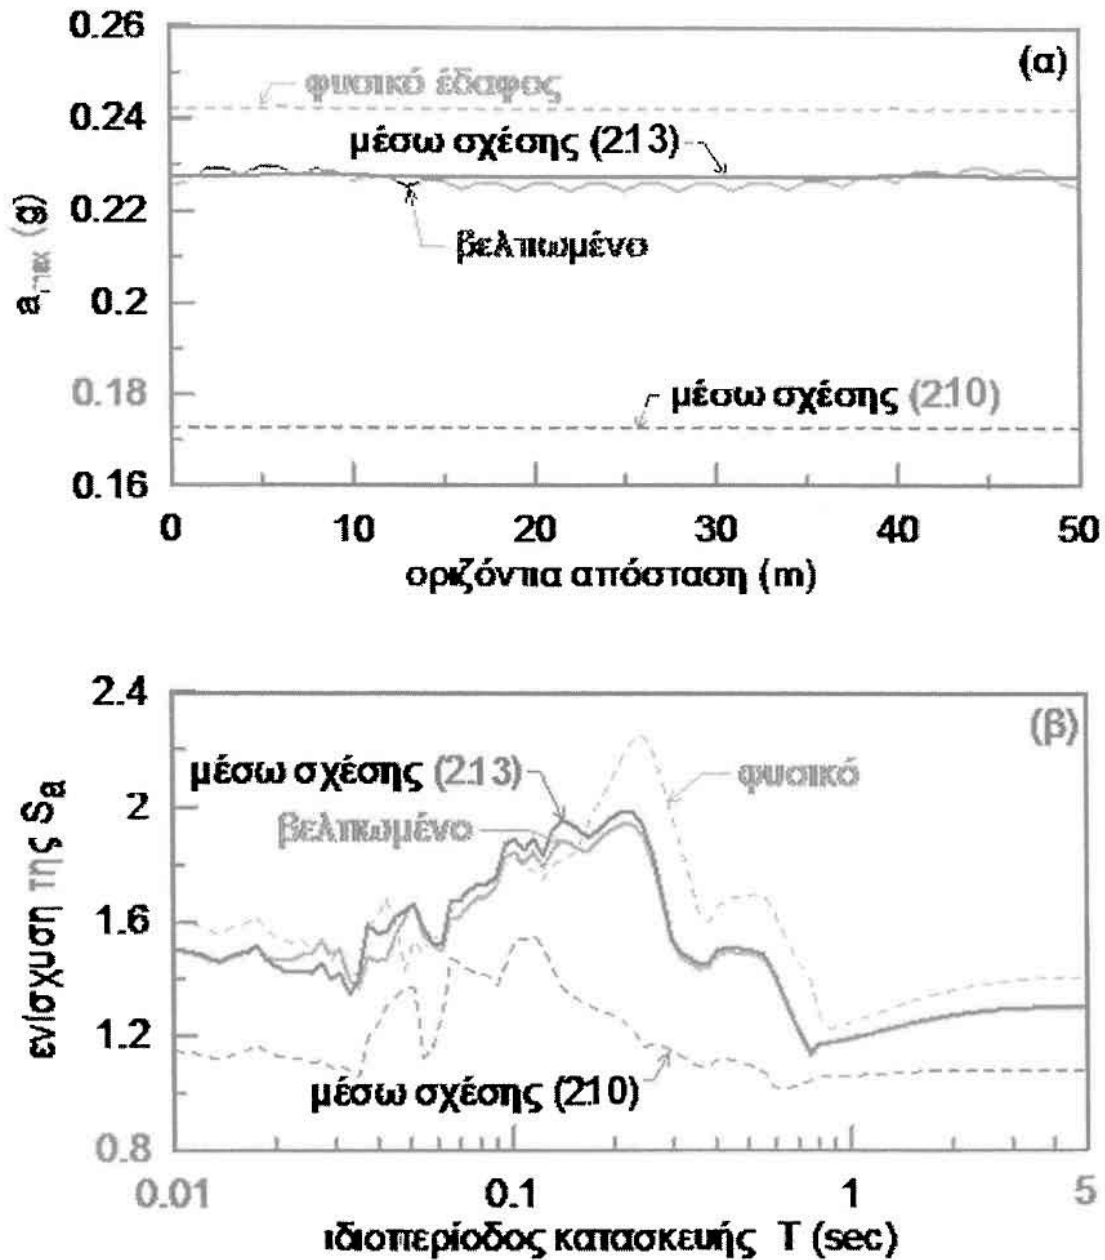 0.26
(α)
φυσικό έδαφος
0.24
μέσω σχέσης (2.13)
0.22
βελτιωμένο
a_max (g)
0.2
0.18
μέσω σχέσης (2.10)
0.16
0 10 20 30 40 50
οριζόντια απόσταση (m)
2.4
(β)
μέσω σχέσης (2.13)
φυσικό
2
βελτιωμένο
ενίσχυση της Sa
1.6
1.2
μέσω σχέσης (2.10)
0.8
0.01 0.1 1 5
ιδιοπερίοδος κατασκευής T (sec)